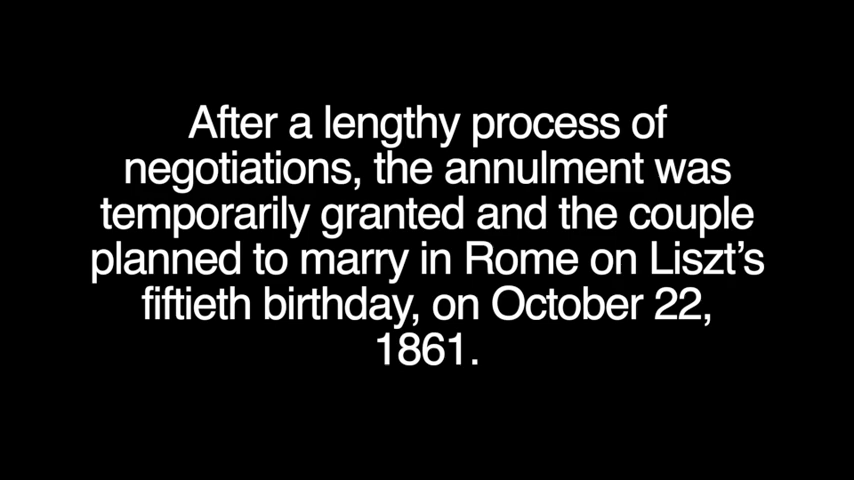 After a lengthy process of
negotiations, the annulment was
temporarily granted and the couple
planned to marry in Rome on Liszt’s
fiftieth birthday, on October 22,
1861.